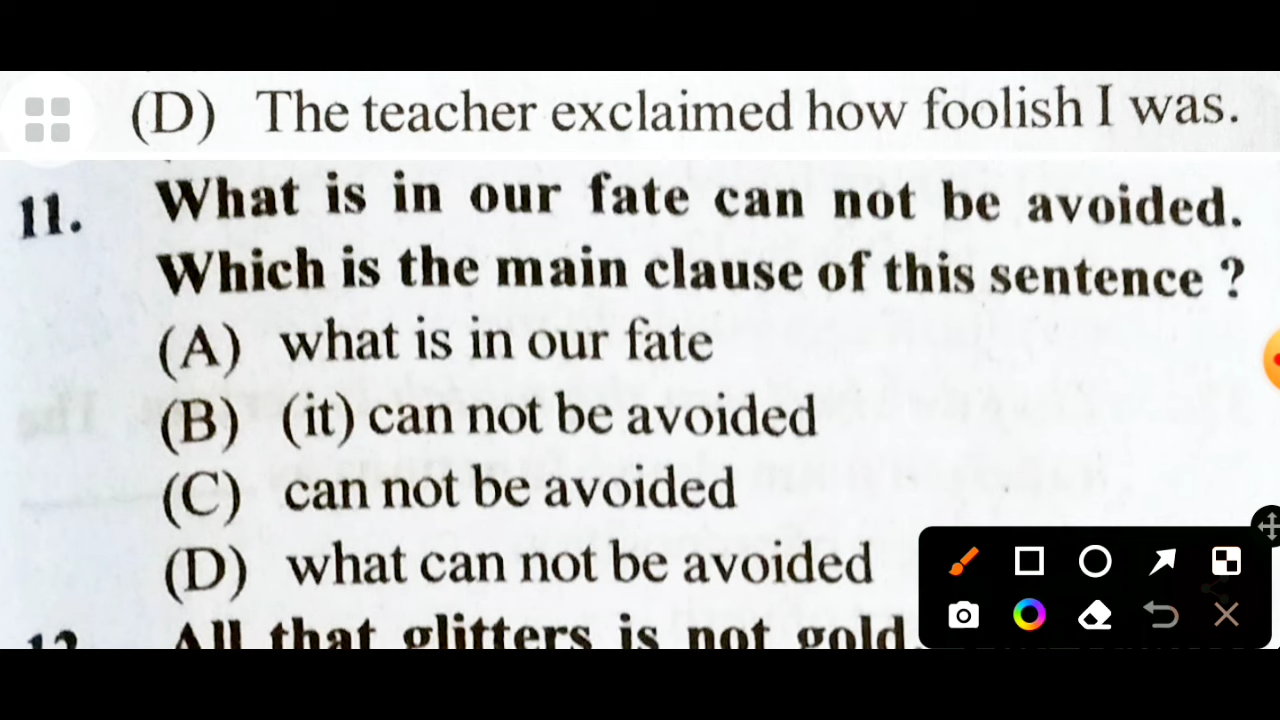 (D) The teacher exclaimed how foolish I was.
11. What is in our fate can not be avoided.
Which is the main clause of this sentence ?
(A) what is in our fate
(B) (it) can not be avoided
(C) can not be avoided
(D) what can not be avoided
12. All that glitters is not gold.